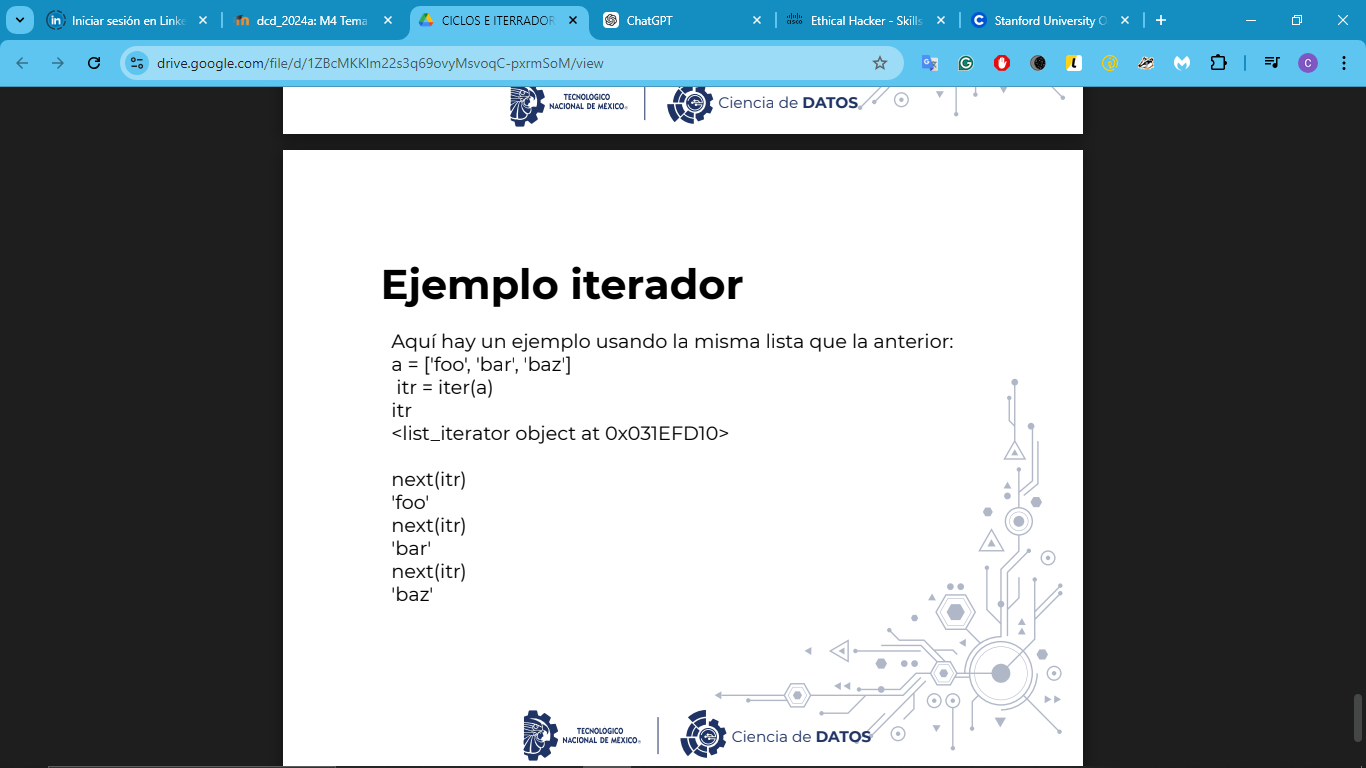 Iniciar sesión en Linke
dcd_2024a: M4 Tema
CICLOS E ITERRADOR
ChatGPT
Ethical Hacker - Skills
Stanford University O
drive.google.com/file/d/1ZBcMKKlm22s3q69ovyMsvoqC-pxrmSoM/view
C
TECNOLÓGICO
NACIONAL DE MÉXICO®
Ciencia de DATOS
Ejemplo iterador
Aquí hay un ejemplo usando la misma lista que la anterior:
a = ['foo', 'bar', 'baz']
itr = iter(a)
itr
<list_iterator object at 0x031EFD10>
next(itr)
'foo'
next(itr)
'bar'
next(itr)
'baz'
TECNOLÓGICO
NACIONAL DE MÉXICO®
Ciencia de DATOS